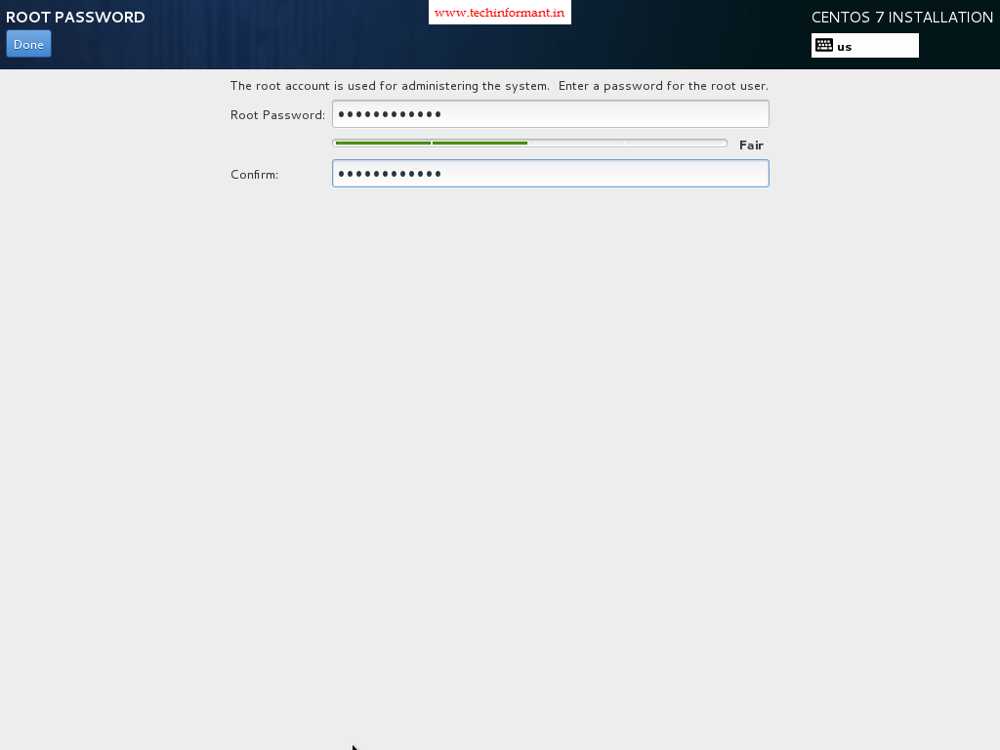 ROOT PASSWORD
www.techinformant.in
CENTOS 7 INSTALLATION
Done
us
The root account is used for administering the system.  Enter a password for the root user.
Root Password: ●●●●●●●●●●●●
Fair
Confirm: ●●●●●●●●●●●●